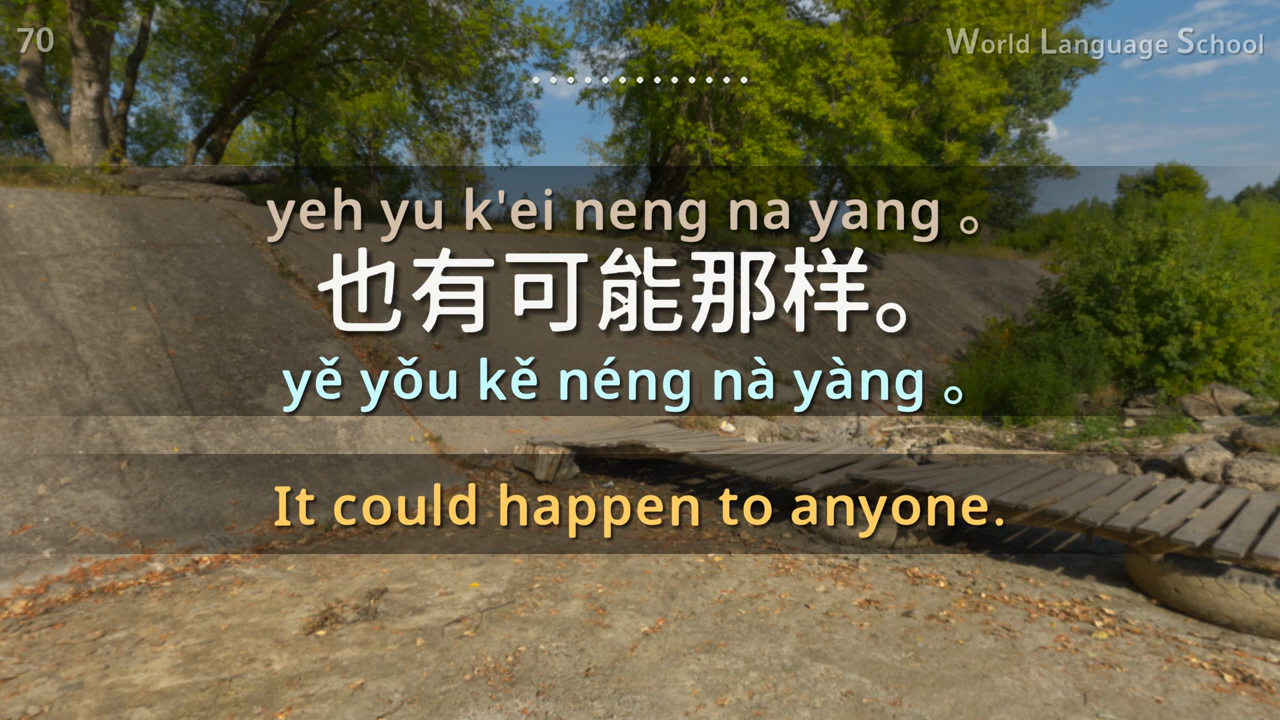 70
World Language School
yeh yu k'ei neng na yang 。
也有可能那样。
yě yǒu kě néng nà yàng 。
It could happen to anyone.